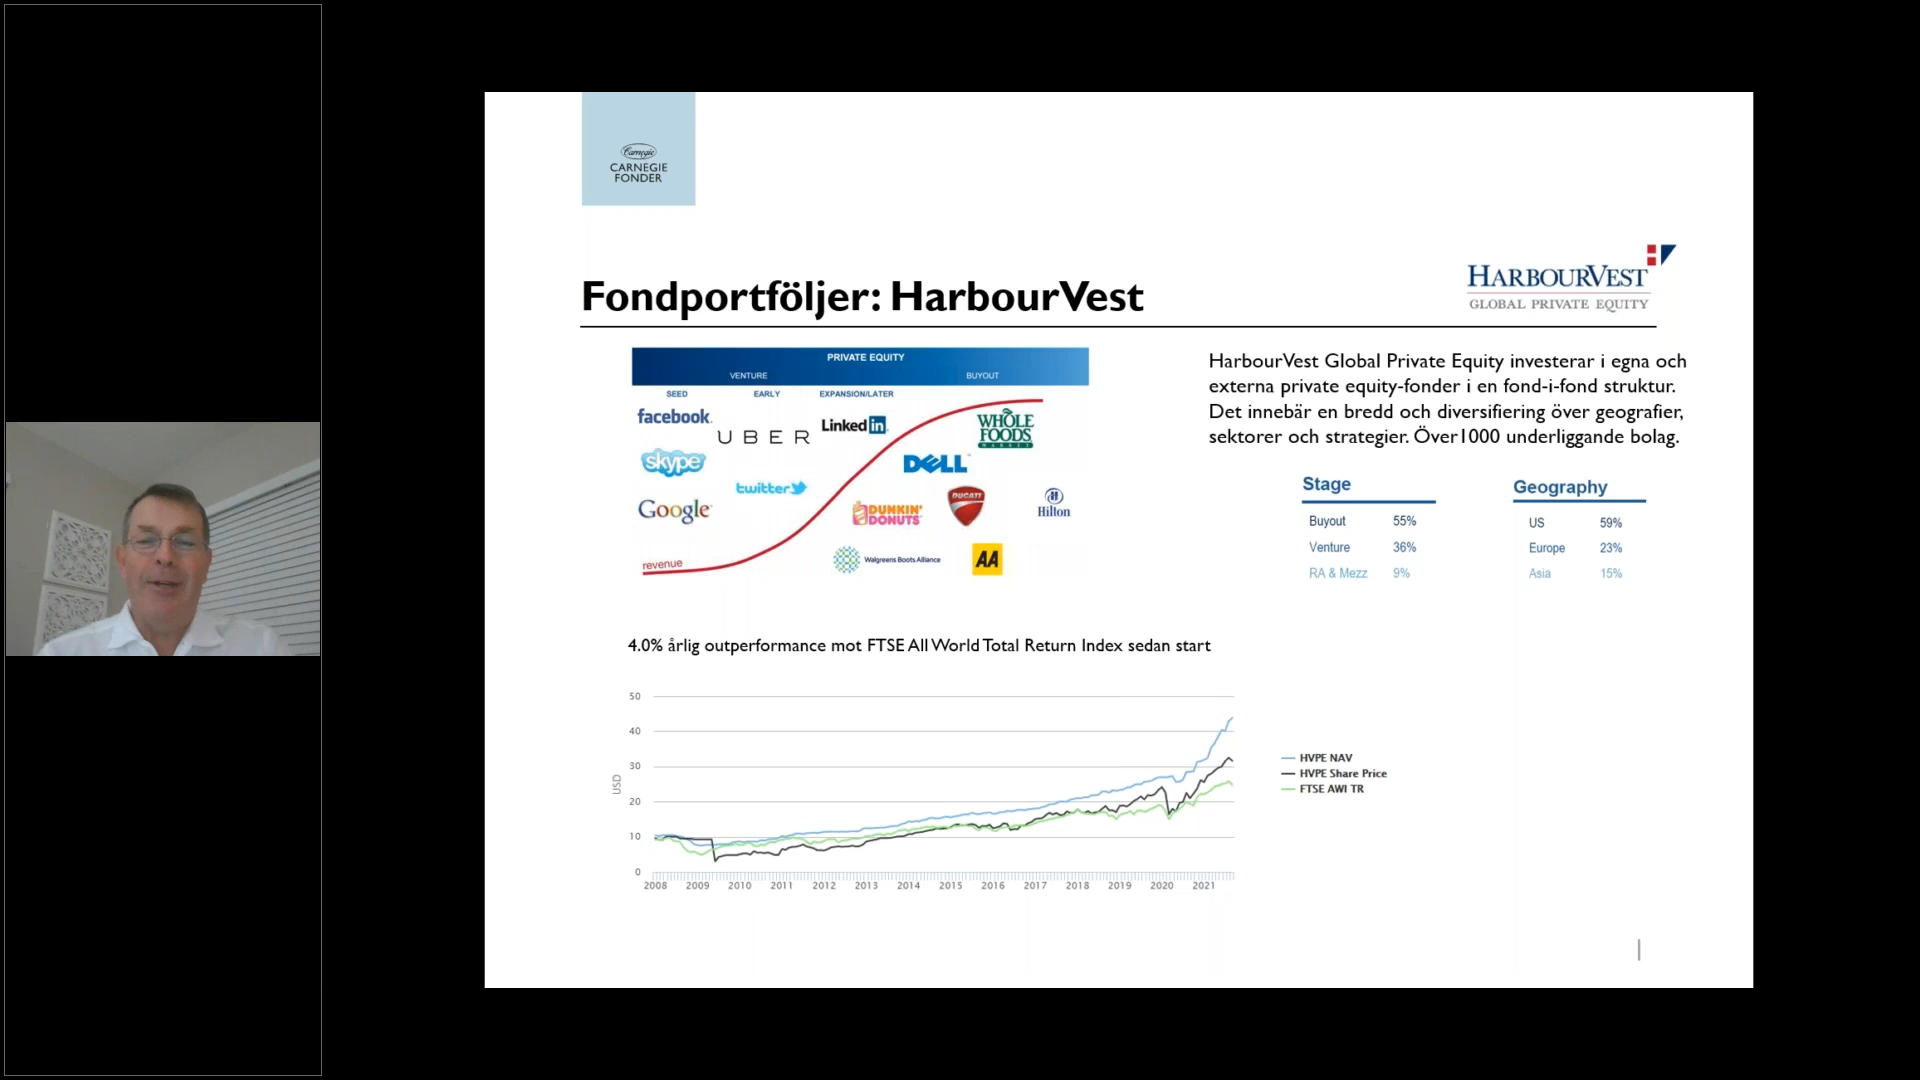 Carnegie
CARNEGIE
FONDER
Fondportföljer: HarbourVest
HARBOURVEST
GLOBAL PRIVATE EQUITY
PRIVATE EQUITY
VENTURE BUYOUT
SEED EARLY EXPANSION/LATER
facebook.
UBER
Linked in
WHOLE
FOODS
MARKET
skype
DELL
twitter
Google
DUNKIN'
DONUTS
DUCATI
Hilton
revenue
Walgreens Boots Alliance
AA
HarbourVest Global Private Equity investerar i egna och
externa private equity-fonder i en fond-i-fond struktur.
Det innebär en bredd och diversifiering över geografier,
sektorer och strategier. Över1000 underliggande bolag.
Stage
Buyout 55%
Venture 36%
RA & Mezz 9%
Geography
US 59%
Europe 23%
Asia 15%
4.0% årlig outperformance mot FTSE All World Total Return Index sedan start
50
40
30
20
10
0
USD
2008 2009 2010 2011 2012 2013 2014 2015 2016 2017 2018 2019 2020 2021
HVPE NAV
HVPE Share Price
FTSE AWI TR